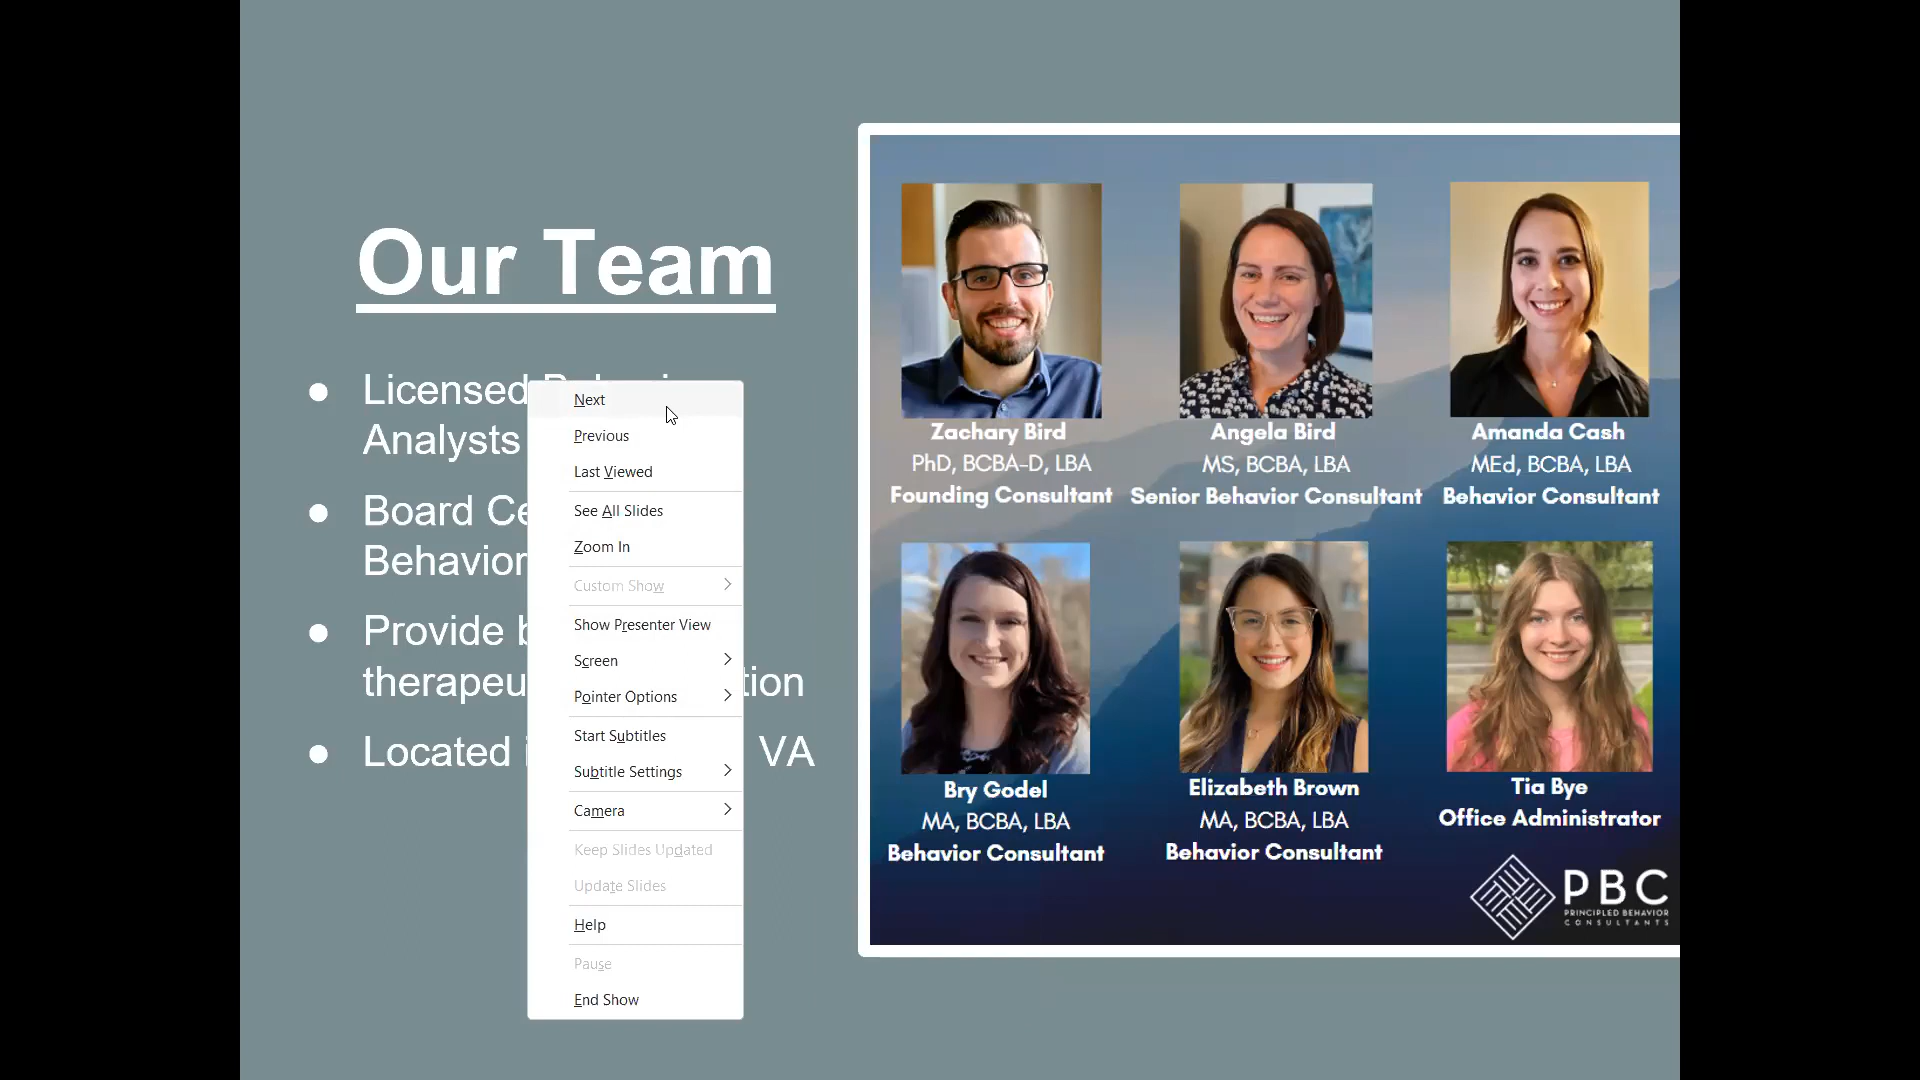 Our Team
● Licensed
Analysts
● Board
Behavior
● Provide
● Located VA
Next
Previous
Last Viewed
See All Slides
Zoom In
Custom Show
Show Presenter View
Screen
Pointer Options
Start Subtitles
Subtitle Settings
Camera
Keep Slides Updated
Update Slides
Help
Pause
End Show
Zachary Bird
PhD, BCBA-D, LBA
Founding Consultant
Angela Bird
MS, BCBA, LBA
Senior Behavior Consultant
Amanda Cash
MEd, BCBA, LBA
Behavior Consultant
Bry Godel
MA, BCBA, LBA
Behavior Consultant
Elizabeth Brown
MA, BCBA, LBA
Behavior Consultant
Tia Bye
Office Administrator
PBC
PRINCIPLED BEHAVIOR
CONSULTANTS